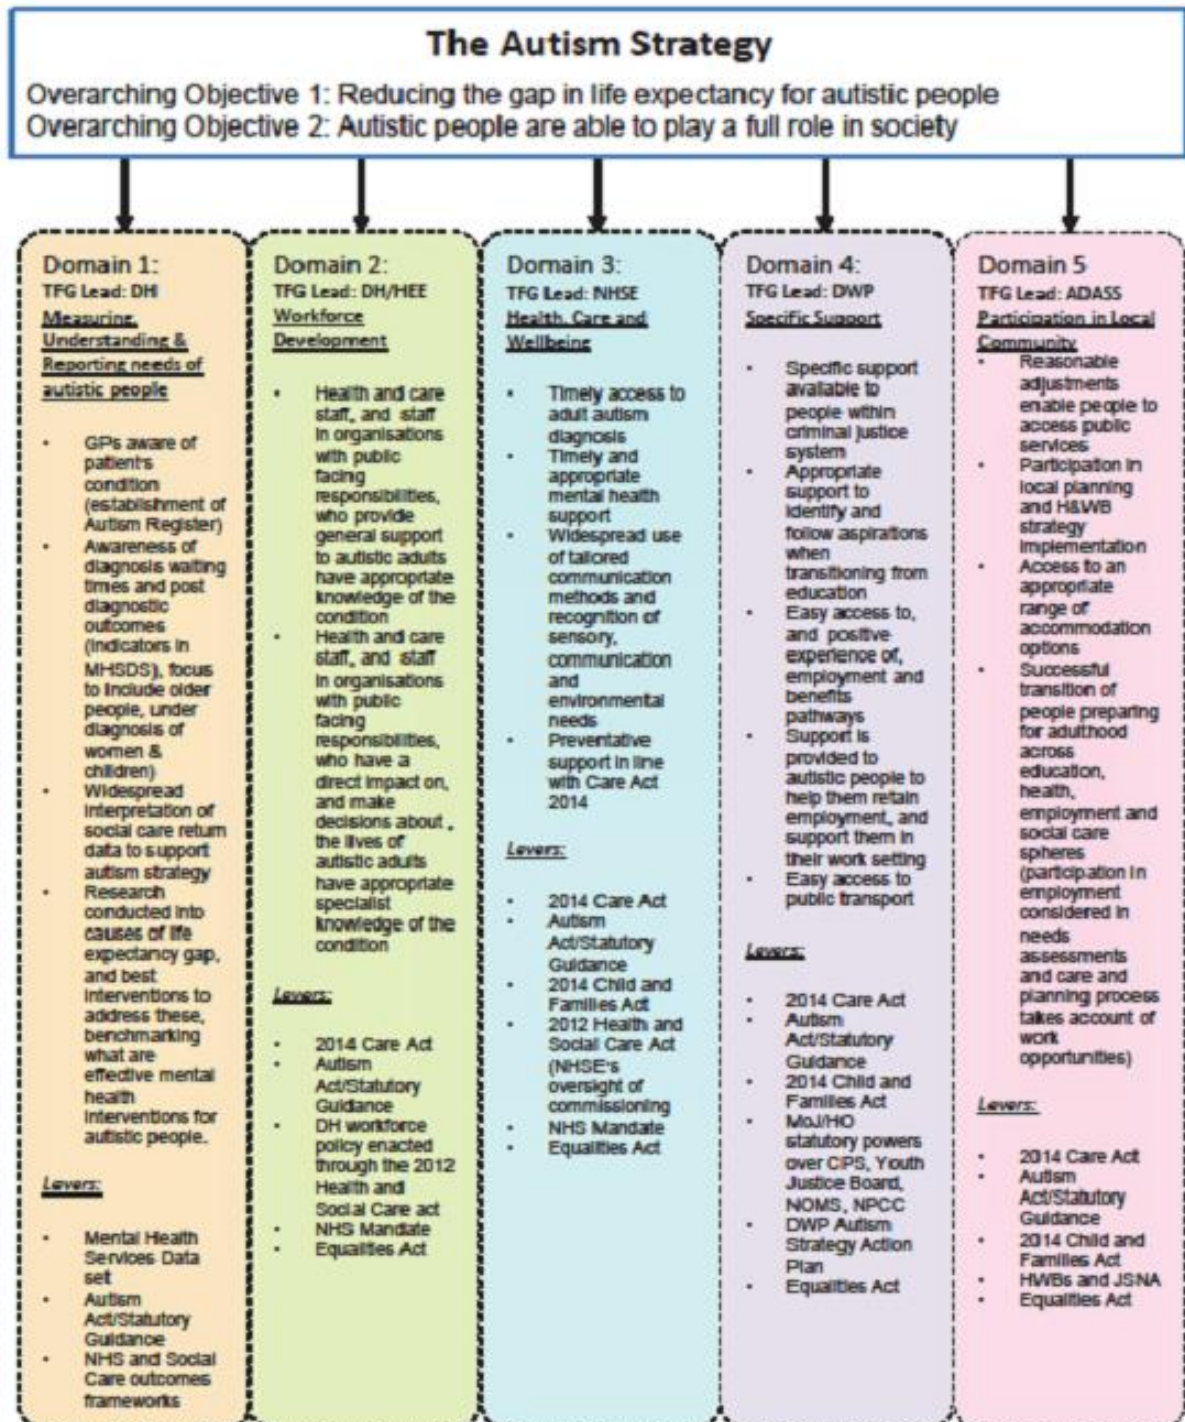 The Autism Strategy
Overarching Objective 1: Reducing the gap in life expectancy for autistic people
Overarching Objective 2: Autistic people are able to play a full role in society
Domain 1:
TFG Lead: DH
Measuring,
Understanding &
Reporting needs of
autistic people
• GPs aware of
patient's
condition
(establishment of
Autism Register)
• Awareness of
diagnosis waiting
times and post
diagnostic
outcomes
(indicators in
MHSDS), focus
to include older
people, under
diagnosis of
women &
children)
• Widespread
interpretation of
social care return
data to support
autism strategy
• Research
conducted into
causes of life
expectancy gap,
and best
interventions to
address these,
benchmarking
what are
effective mental
health
interventions for
autistic people.
Levers:
• Mental Health
Services Data
set
• Autism
Act/Statutory
Guidance
• NHS and Social
Care outcomes
frameworks
Domain 2:
TFG Lead: DH/HEE
Workforce
Development
• Health and care
staff, and staff
in organisations
with public
facing
responsibilities,
who provide
general support
to autistic adults
have appropriate
knowledge of the
condition
• Health and care
staff, and staff
in organisations
with public
facing
responsibilities,
who have a
direct impact on,
and make
decisions about ,
the lives of
autistic adults
have appropriate
specialist
knowledge of the
condition
Levers:
• 2014 Care Act
• Autism
Act/Statutory
Guidance
• DH workforce
policy enacted
through the 2012
Health and
Social Care act
• NHS Mandate
• Equalities Act
Domain 3:
TFG Lead: NHSE
Health, Care and
Wellbeing
• Timely access to
adult autism
diagnosis
• Timely and
appropriate
mental health
support
• Widespread use
of tailored
communication
methods and
recognition of
sensory,
communication
and
environmental
needs
• Preventative
support in line
with Care Act
2014
Levers:
• 2014 Care Act
• Autism
Act/Statutory
Guidance
• 2014 Child and
Families Act
• 2012 Health and
Social Care Act
(NHSE's
oversight of
commissioning
• NHS Mandate
• Equalities Act
Domain 4:
TFG Lead: DWP
Specific Support
• Specific support
available to
people within
criminal justice
system
• Appropriate
support to
identify and
follow aspirations
when
transitioning from
education
• Easy access to,
and positive
experience of,
employment and
benefits
pathways
• Support is
provided to
autistic people to
help them retain
employment, and
support them in
their work setting
• Easy access to
public transport
Levers:
• 2014 Care Act
• Autism
Act/Statutory
Guidance
• 2014 Child and
Families Act
• MoJ/HO
statutory powers
over CPS, Youth
Justice Board,
NOMS, NPCC
• DWP Autism
Strategy Action
Plan
• Equalities Act
Domain 5
TFG Lead: ADASS
Participation in Local
Community
• Reasonable
adjustments
enable people to
access public
services
• Participation in
local planning
and H&WB
strategy
implementation
• Access to an
appropriate
range of
accommodation
options
• Successful
transition of
people preparing
for adulthood
across
education,
health,
employment and
social care
spheres
(participation in
employment
considered in
needs
assessments
and care and
planning process
takes account of
work
opportunities)
Levers:
• 2014 Care Act
• Autism
Act/Statutory
Guidance
• 2014 Child and
Families Act
• HWBs and JSNA
• Equalities Act